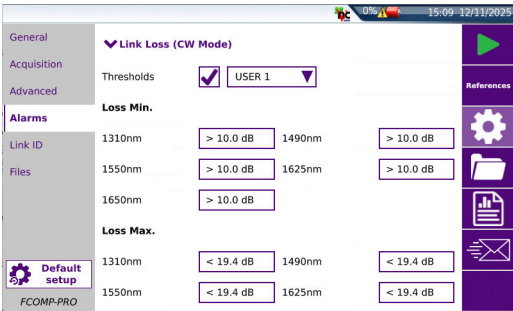 DC 0% 15:09 12/11/2025
General
Acquisition
Advanced
Alarms
Link ID
Files
Default
setup
FCOMP-PRO
Link Loss (CW Mode)
Thresholds USER 1
Loss Min.
1310nm > 10.0 dB 1490nm > 10.0 dB
1550nm > 10.0 dB 1625nm > 10.0 dB
1650nm > 10.0 dB
Loss Max.
1310nm < 19.4 dB 1490nm < 19.4 dB
1550nm < 19.4 dB 1625nm < 19.4 dB
References